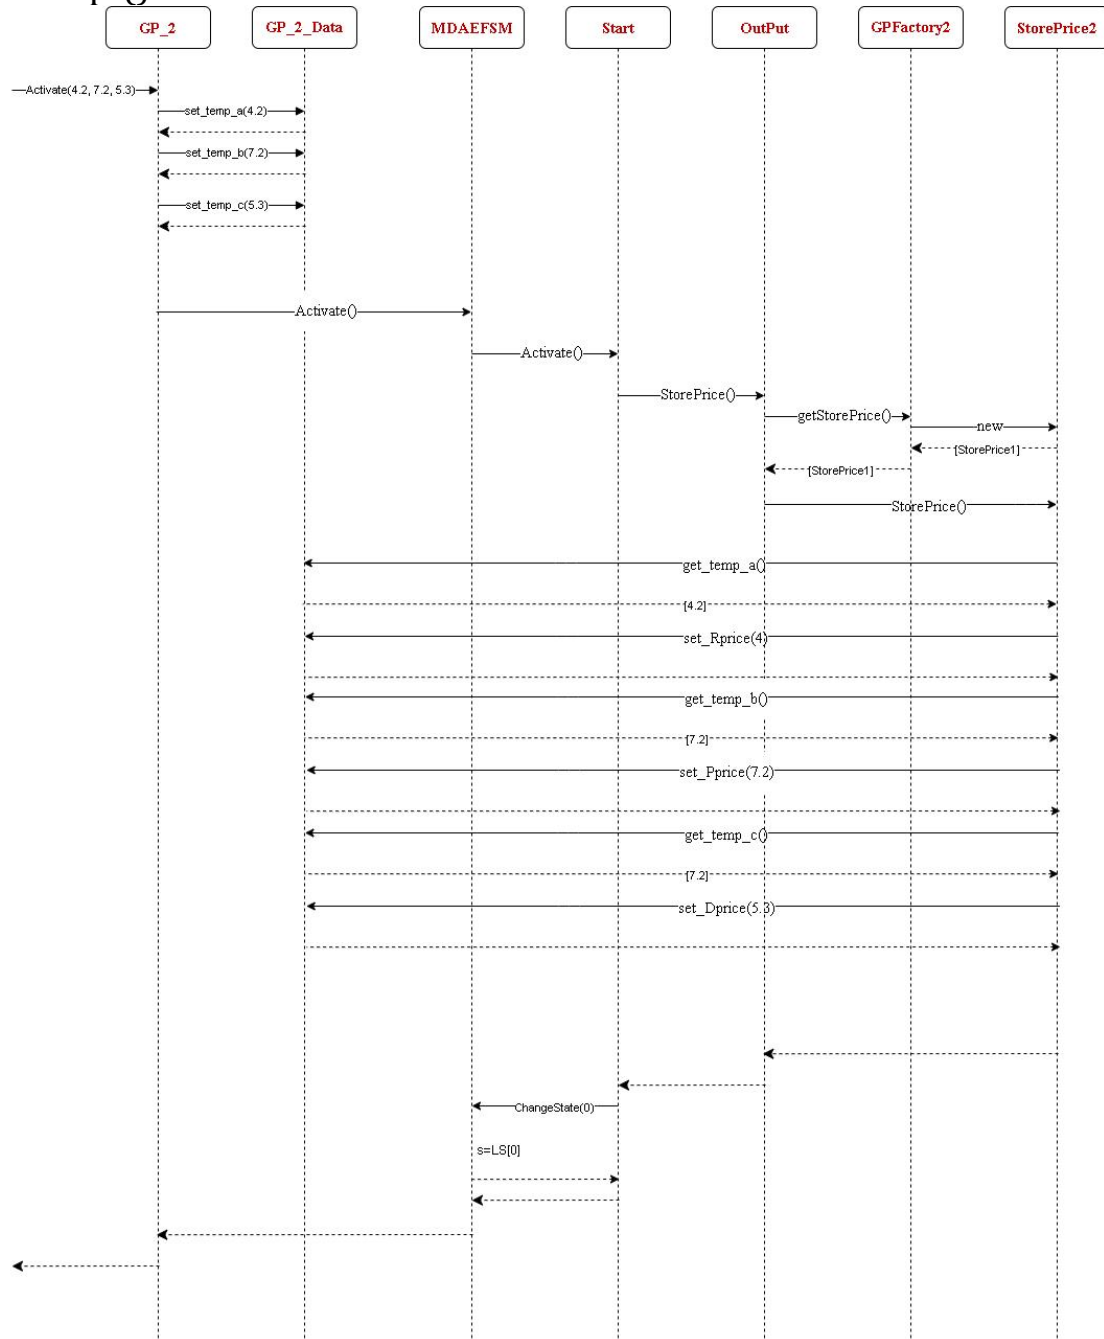 GP_2 GP_2_Data MDAEFSM Start OutPut GPFactory2 StorePrice2
Activate(4.2, 7.2, 5.3)
set_temp_a(4.2)
set_temp_b(7.2)
set_temp_c(5.3)
Activate()
Activate()
StorePrice()
getStorePrice()
new
[StorePrice1]
[StorePrice1]
StorePrice()
get_temp_a()
[4.2]
set_Rprice(4)
get_temp_b()
[7.2]
set_Pprice(7.2)
get_temp_c()
[7.2]
set_Dprice(5.3)
ChangeState(0)
s=LS[0]